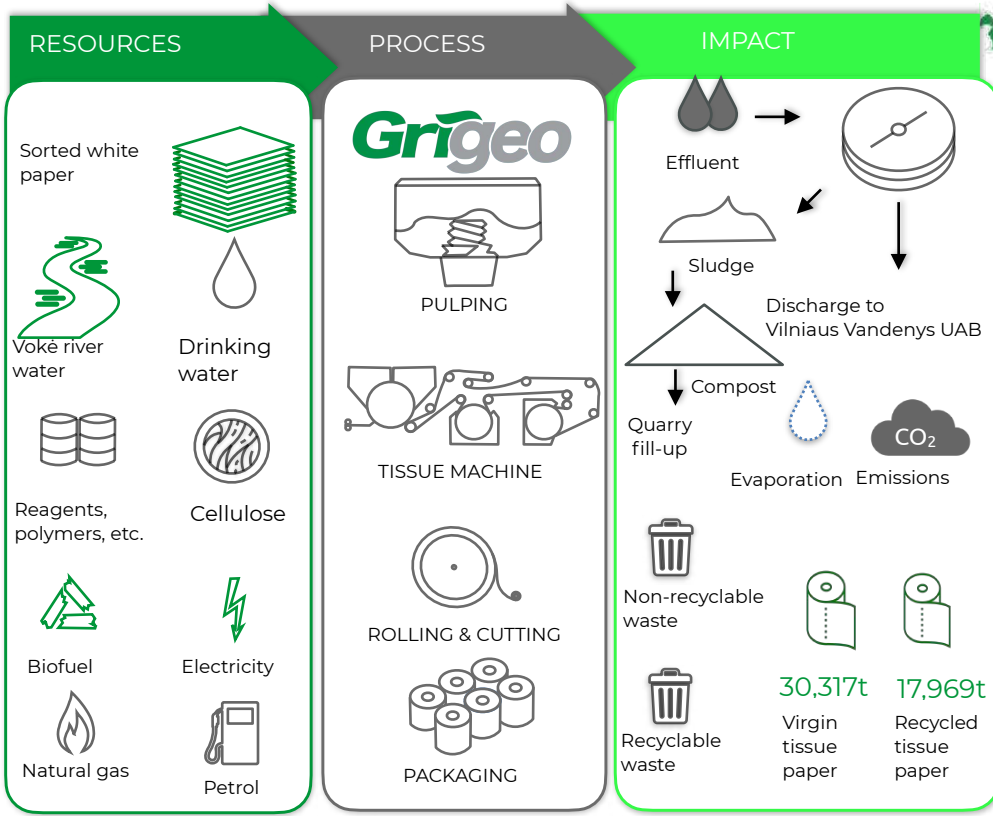 RESOURCES
Sorted white
paper
Vokė river
water
Drinking
water
Reagents,
polymers, etc.
Cellulose
Biofuel
Electricity
Natural gas
Petrol
PROCESS
Grigeo
PULPING
TISSUE MACHINE
ROLLING & CUTTING
PACKAGING
IMPACT
Effluent
Sludge
Discharge to
Vilniaus Vandenys UAB
Compost
Quarry
fill-up
Evaporation
CO₂
Emissions
Non-recyclable
waste
Recyclable
waste
30,317t
Virgin
tissue
paper
17,969t
Recycled
tissue
paper